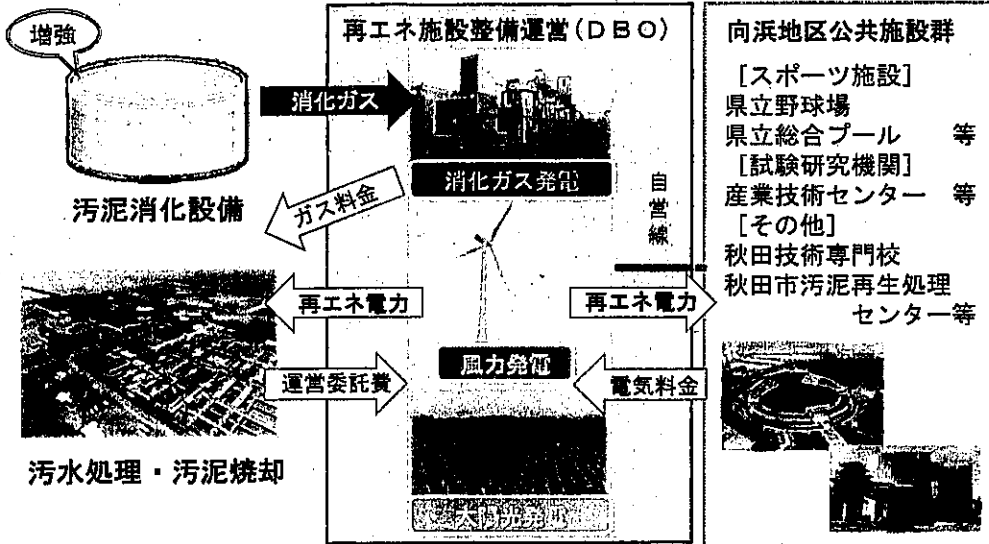 増強
消化ガス
汚泥消化設備
ガス料金
再エネ電力
運営委託費
汚水処理・汚泥焼却
再エネ施設整備運営(DBO)
消化ガス発電
風力発電
太陽光発電
自営線
再エネ電力
電気料金
向浜地区公共施設群
[スポーツ施設]
県立野球場
県立総合プール 等
[試験研究機関]
産業技術センター 等
[その他]
秋田技術専門校
秋田市汚泥再生処理
センター等